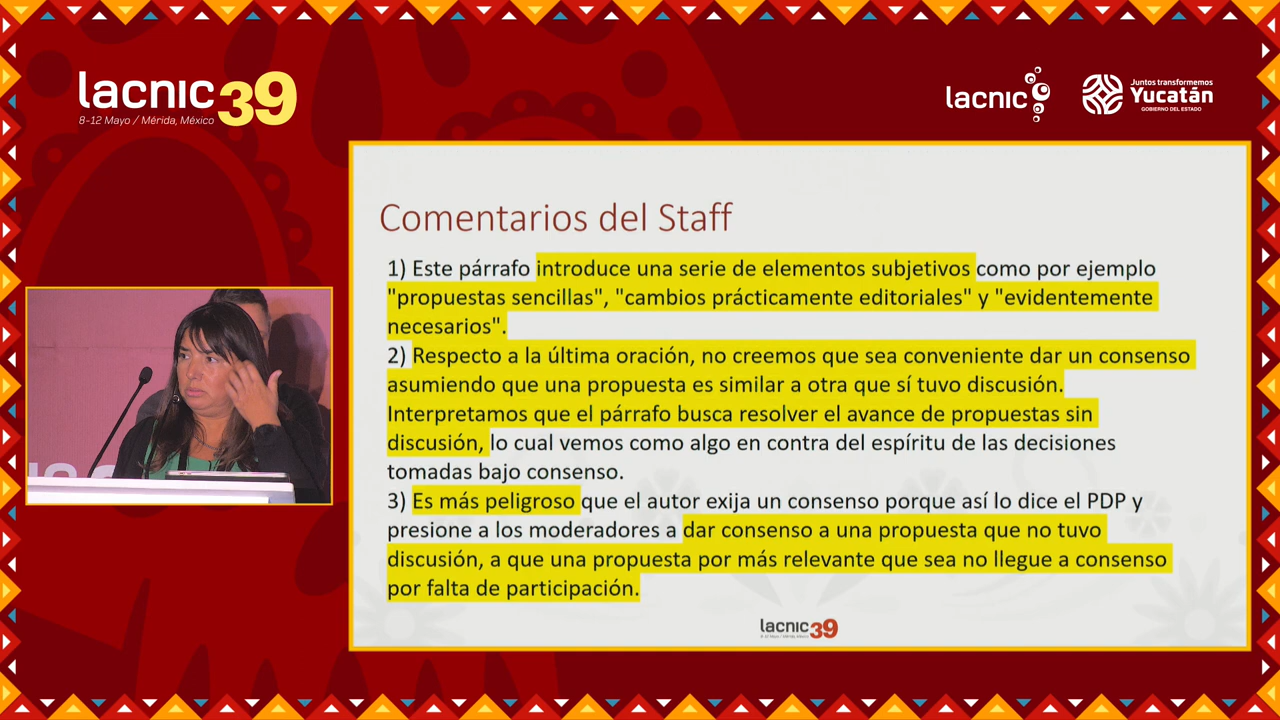 lacnic 39
8-12 Mayo / Mérida, México
lacnic
Juntos transformemos
Yucatán
GOBIERNO DEL ESTADO
Comentarios del Staff
1) Este párrafo introduce una serie de elementos subjetivos como por ejemplo
"propuestas sencillas", "cambios prácticamente editoriales" y "evidentemente
necesarios".
2) Respecto a la última oración, no creemos que sea conveniente dar un consenso
asumiendo que una propuesta es similar a otra que sí tuvo discusión.
Interpretamos que el párrafo busca resolver el avance de propuestas sin
discusión, lo cual vemos como algo en contra del espíritu de las decisiones
tomadas bajo consenso.
3) Es más peligroso que el autor exija un consenso porque así lo dice el PDP y
presione a los moderadores a dar consenso a una propuesta que no tuvo
discusión, a que una propuesta por más relevante que sea no llegue a consenso
por falta de participación.
lacnic 39